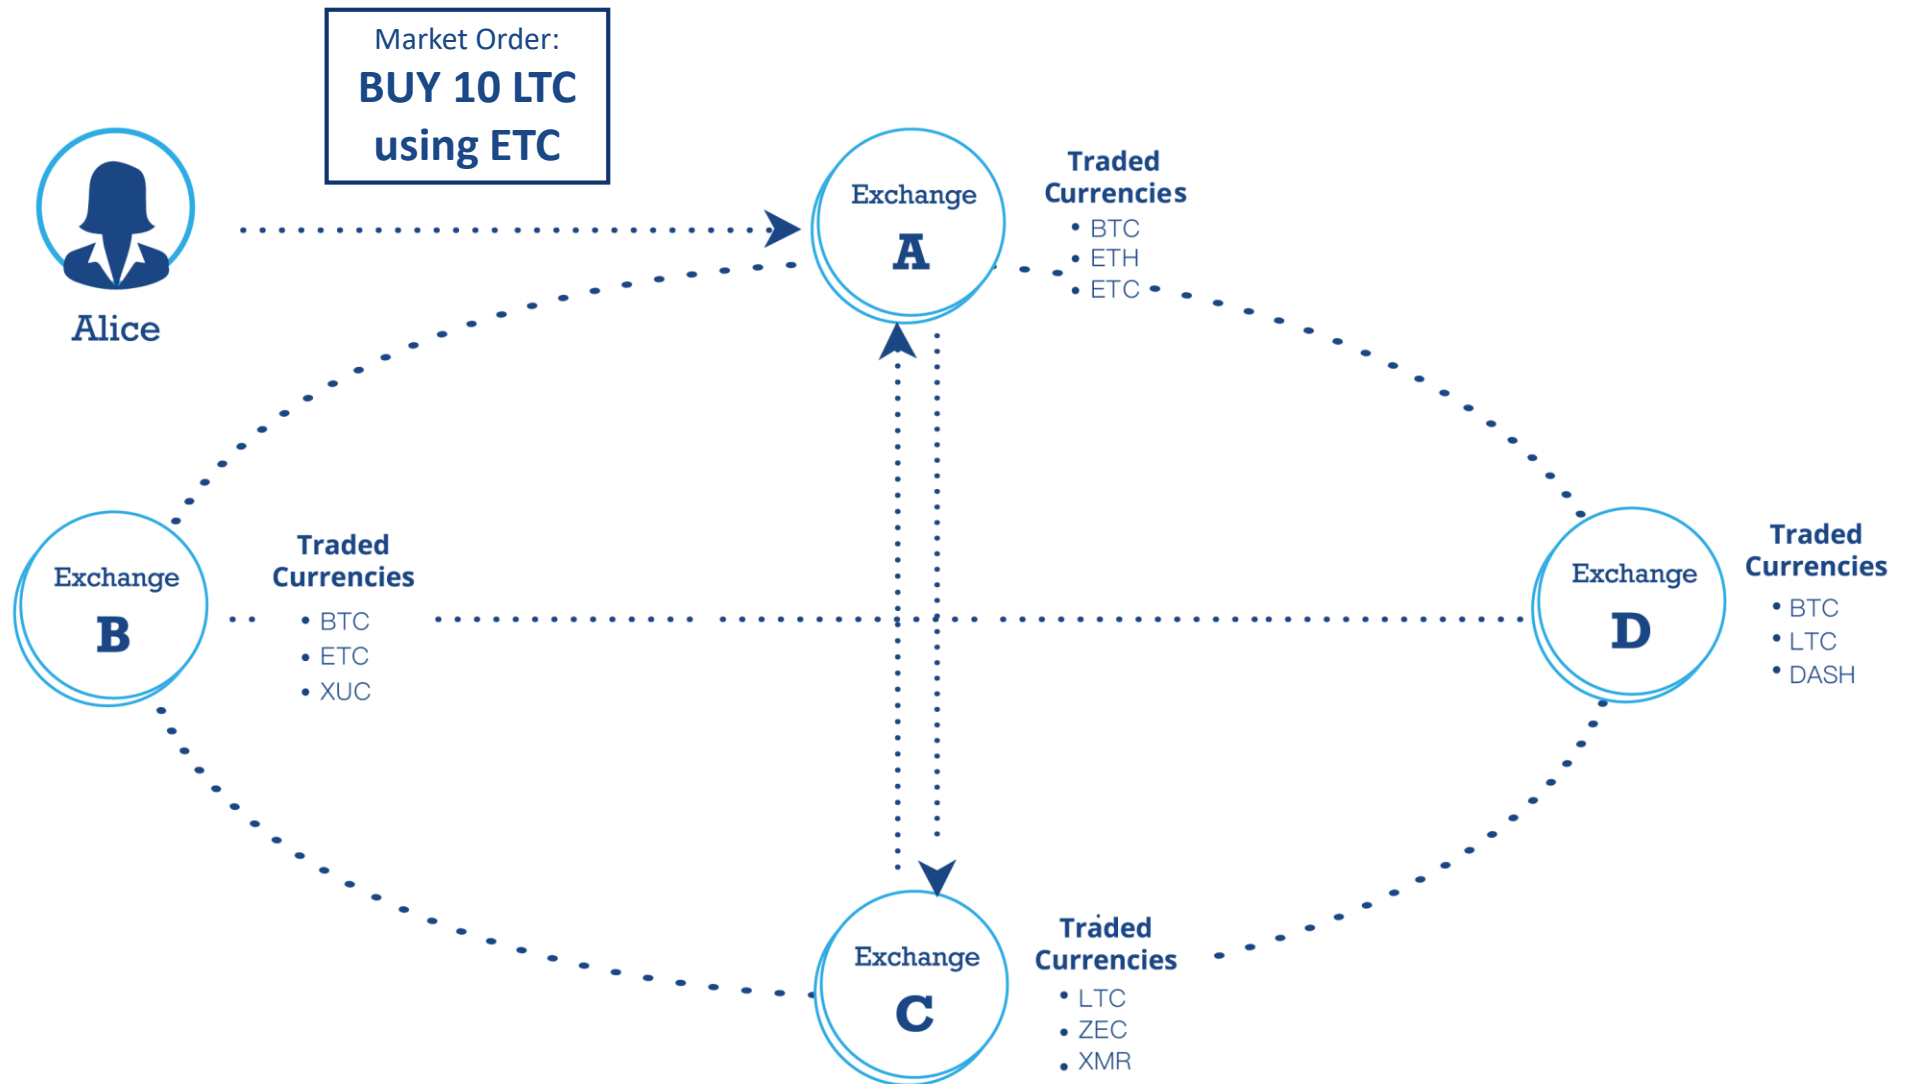 Market Order:
BUY 10 LTC
using ETC
Alice
Exchange
A
Traded
Currencies
• BTC
• ETH
• ETC
Exchange
B
Traded
Currencies
• BTC
• ETC
• XUC
Exchange
D
Traded
Currencies
• BTC
• LTC
• DASH
Exchange
C
Traded
Currencies
• LTC
• ZEC
• XMR